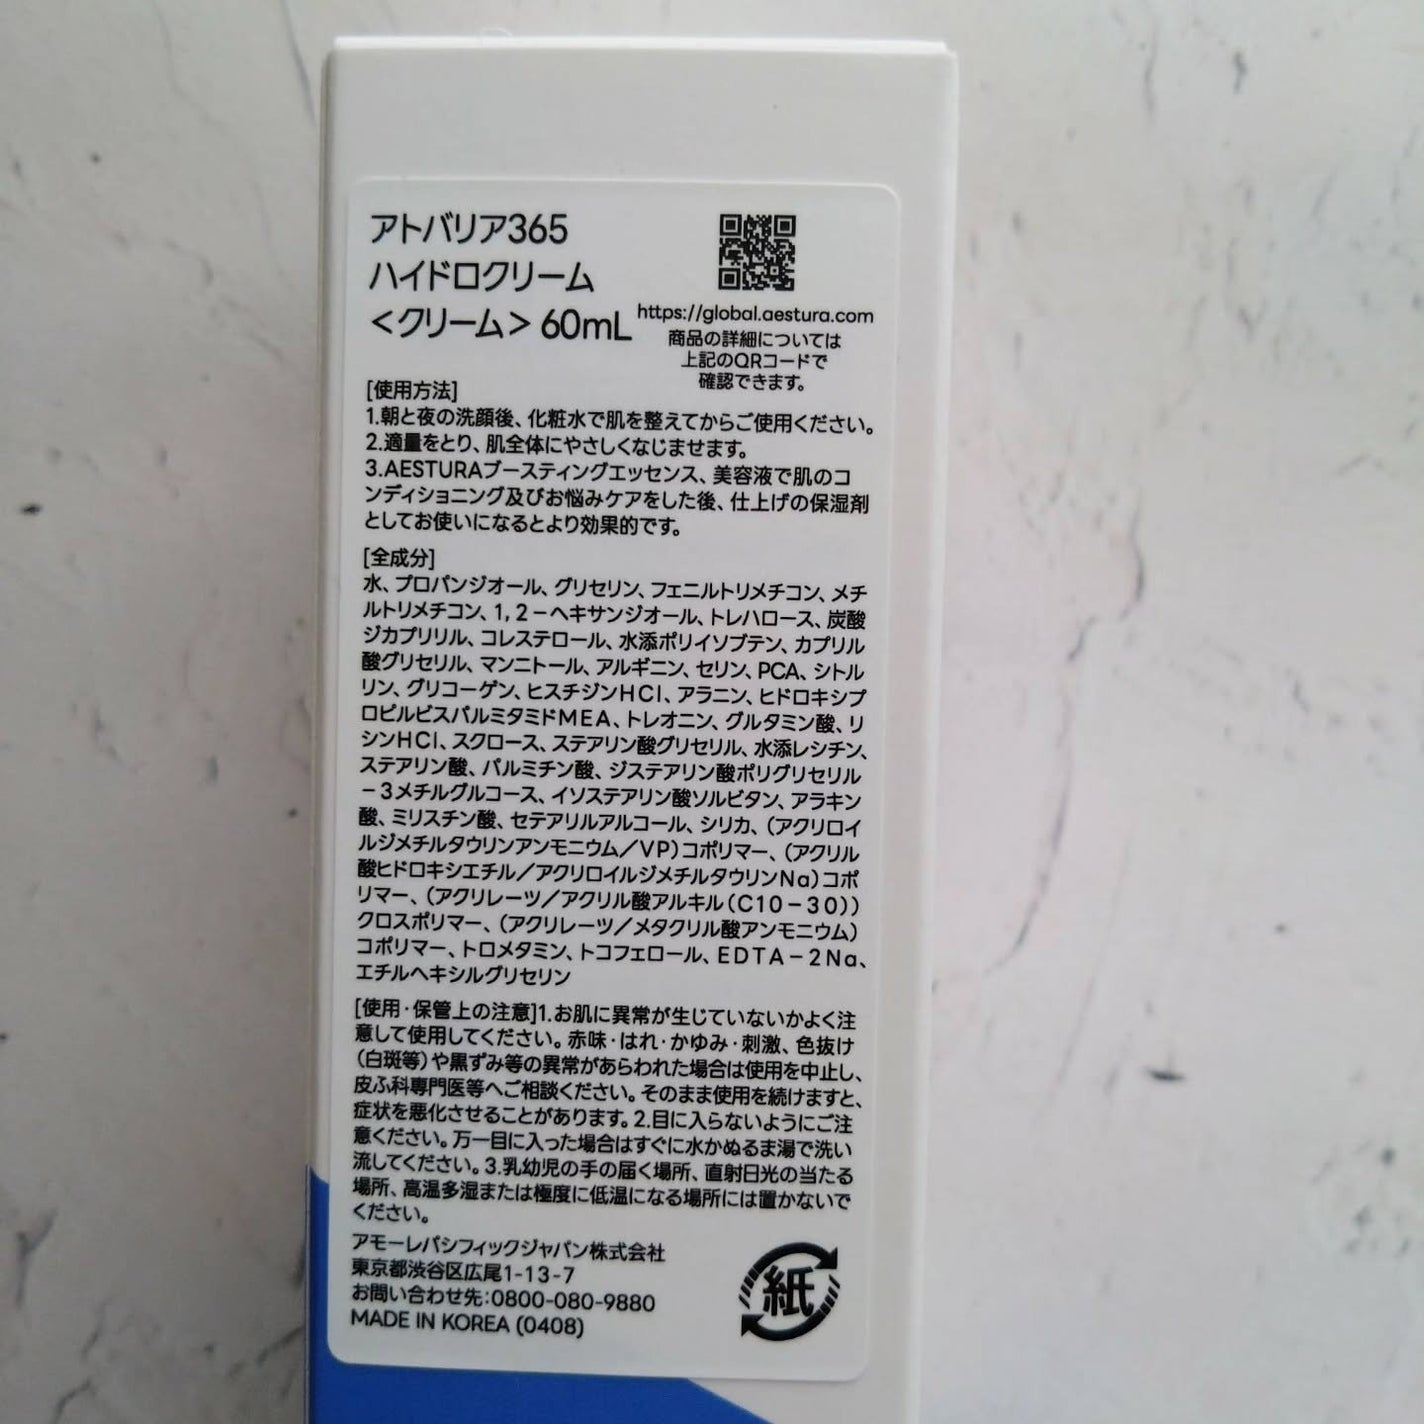 アトバリア365
ハイドロクリーム
<クリーム> 60mL
https://global.aestura.com
商品の詳細については
上記のQRコードで
確認できます。
[使用方法]
1.朝と夜の洗顔後、化粧水で肌を整えてからご使用ください。
2.適量をとり、肌全体にやさしくなじませます。
3.AESTURAブースティングエッセンス、美容液で肌のコ
ンディショニング及びお悩みケアをした後、仕上げの保湿剤
としてお使いになるとより効果的です。
[全成分]
水、プロパンジオール、グリセリン、フェニルトリメチコン、メチ
ルトリメチコン、1,2－ヘキサンジオール、トレハロース、炭酸
ジカプリリル、コレステロール、水添ポリイソブテン、カプリル
酸グリセリル、マンニトール、アルギニン、セリン、PCA、シトル
リン、グリコーゲン、ヒスチジンHCl、アラニン、ヒドロキシプ
ロピルビスパルミタミドMEA、トレオニン、グルタミン酸、リ
シンHCl、スクロース、ステアリン酸グリセリル、水添レシチン、
ステアリン酸、パルミチン酸、ジステアリン酸ポリグリセリル
－3メチルグルコース、イソステアリン酸ソルビタン、アラキン
酸、ミリスチン酸、セテアリルアルコール、シリカ、(アクリロイ
ルジメチルタウリンアンモニウム／VP)コポリマー、(アクリル
酸ヒドロキシエチル／アクリロイルジメチルタウリンNa)コポ
リマー、(アクリレーツ／アクリル酸アルキル(C10－30))
クロスポリマー、(アクリレーツ／メタクリル酸アンモニウム)
コポリマー、トロメタミン、トコフェロール、EDTA－2Na、
エチルヘキシルグリセリン
[使用・保管上の注意]1.お肌に異常が生じていないかよく注
意して使用してください。赤味・はれ・かゆみ・刺激、色抜け
(白斑等)や黒ずみ等の異常があらわれた場合は使用を中止し、
皮ふ科専門医等へご相談ください。そのまま使用を続けますと、
症状を悪化させることがあります。2.目に入らないようにご注
意ください。万一目に入った場合はすぐに水かぬるま湯で洗い
流してください。3.乳幼児の手の届く場所、直射日光の当たる
場所、高温多湿または極度に低温になる場所には置かないで
ください。
アモーレパシフィックジャパン株式会社
東京都渋谷区広尾1-13-7
お問い合わせ先:0800-080-9880
MADE IN KOREA (0408)
紙